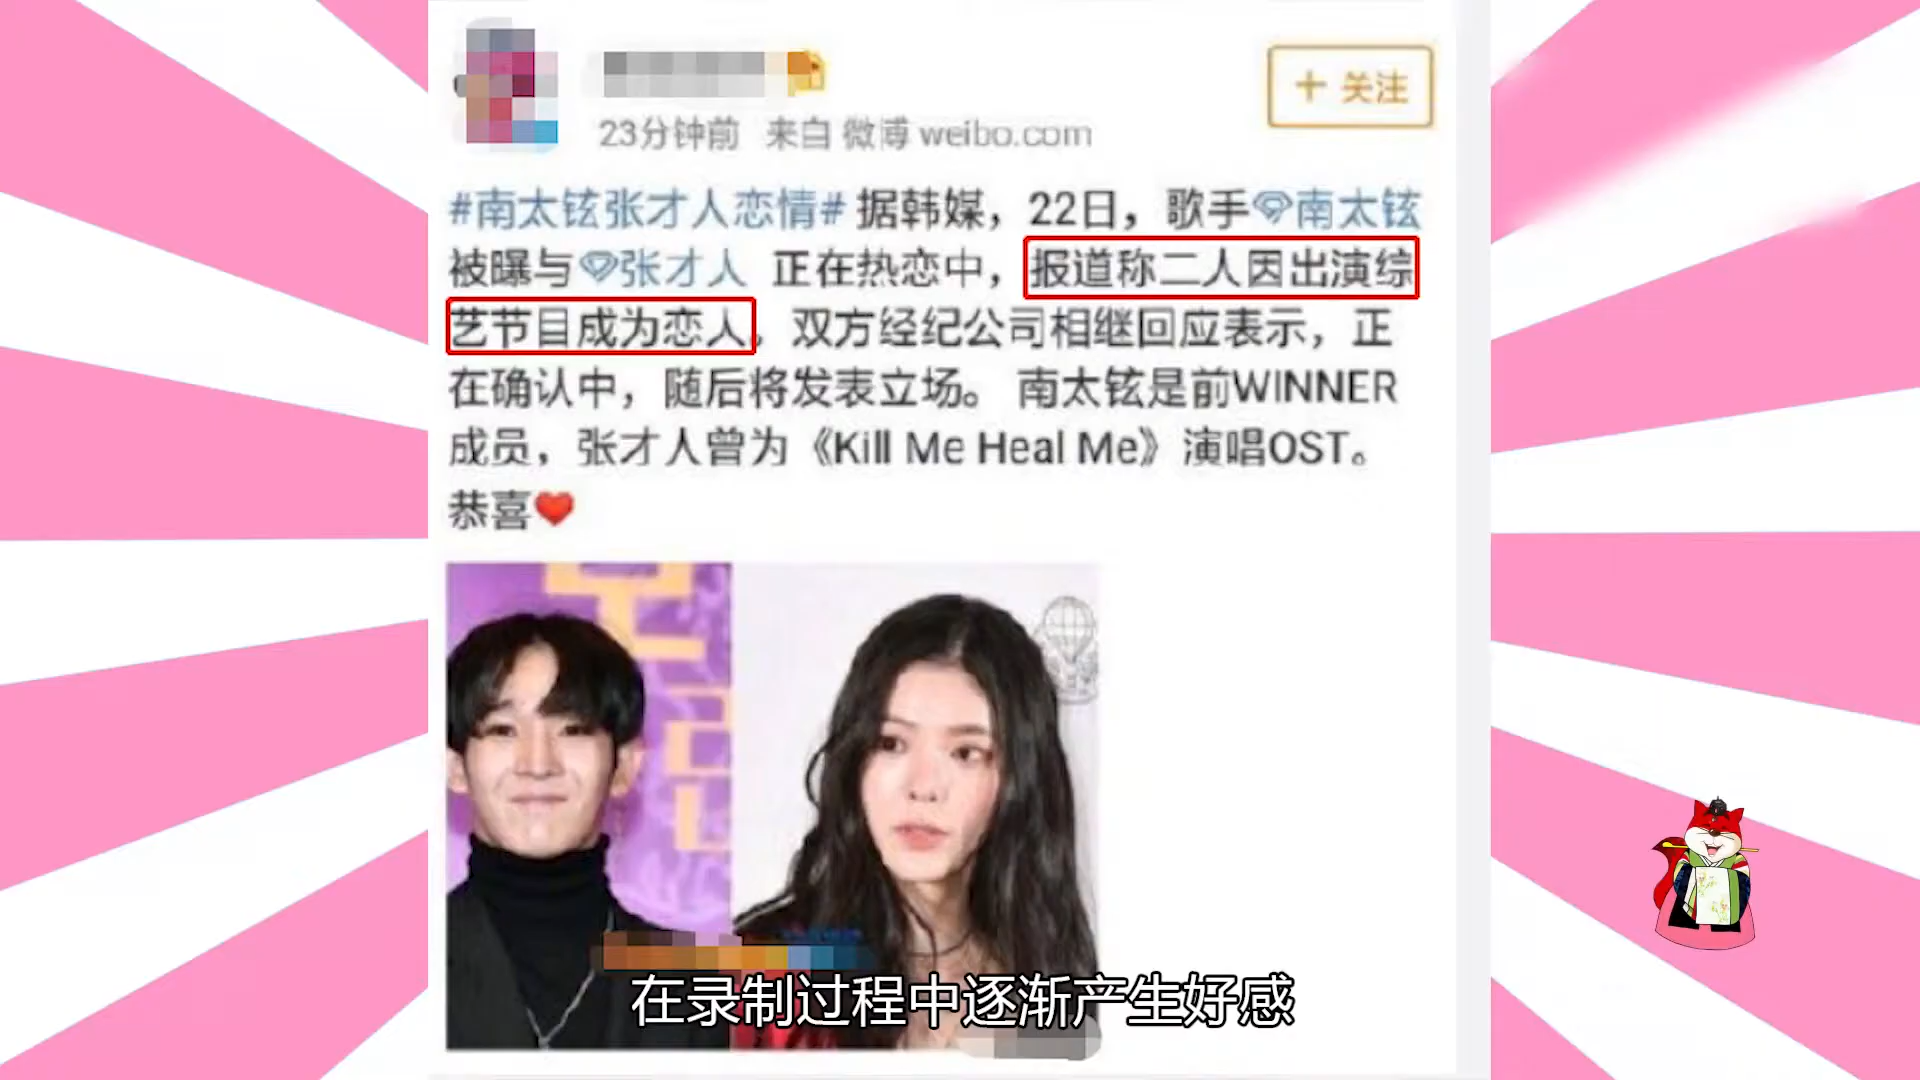 + 关注
23分钟前 来自 微博 weibo.com
#南太铉张才人恋情# 据韩媒，22日，歌手南太铉
被曝与张才人 正在热恋中，报道称二人因出演综
艺节目成为恋人。双方经纪公司相继回应表示，正
在确认中，随后将发表立场。 南太铉是前WINNER
成员，张才人曾为《Kill Me Heal Me》演唱OST。
恭喜❤
在录制过程中逐渐产生好感